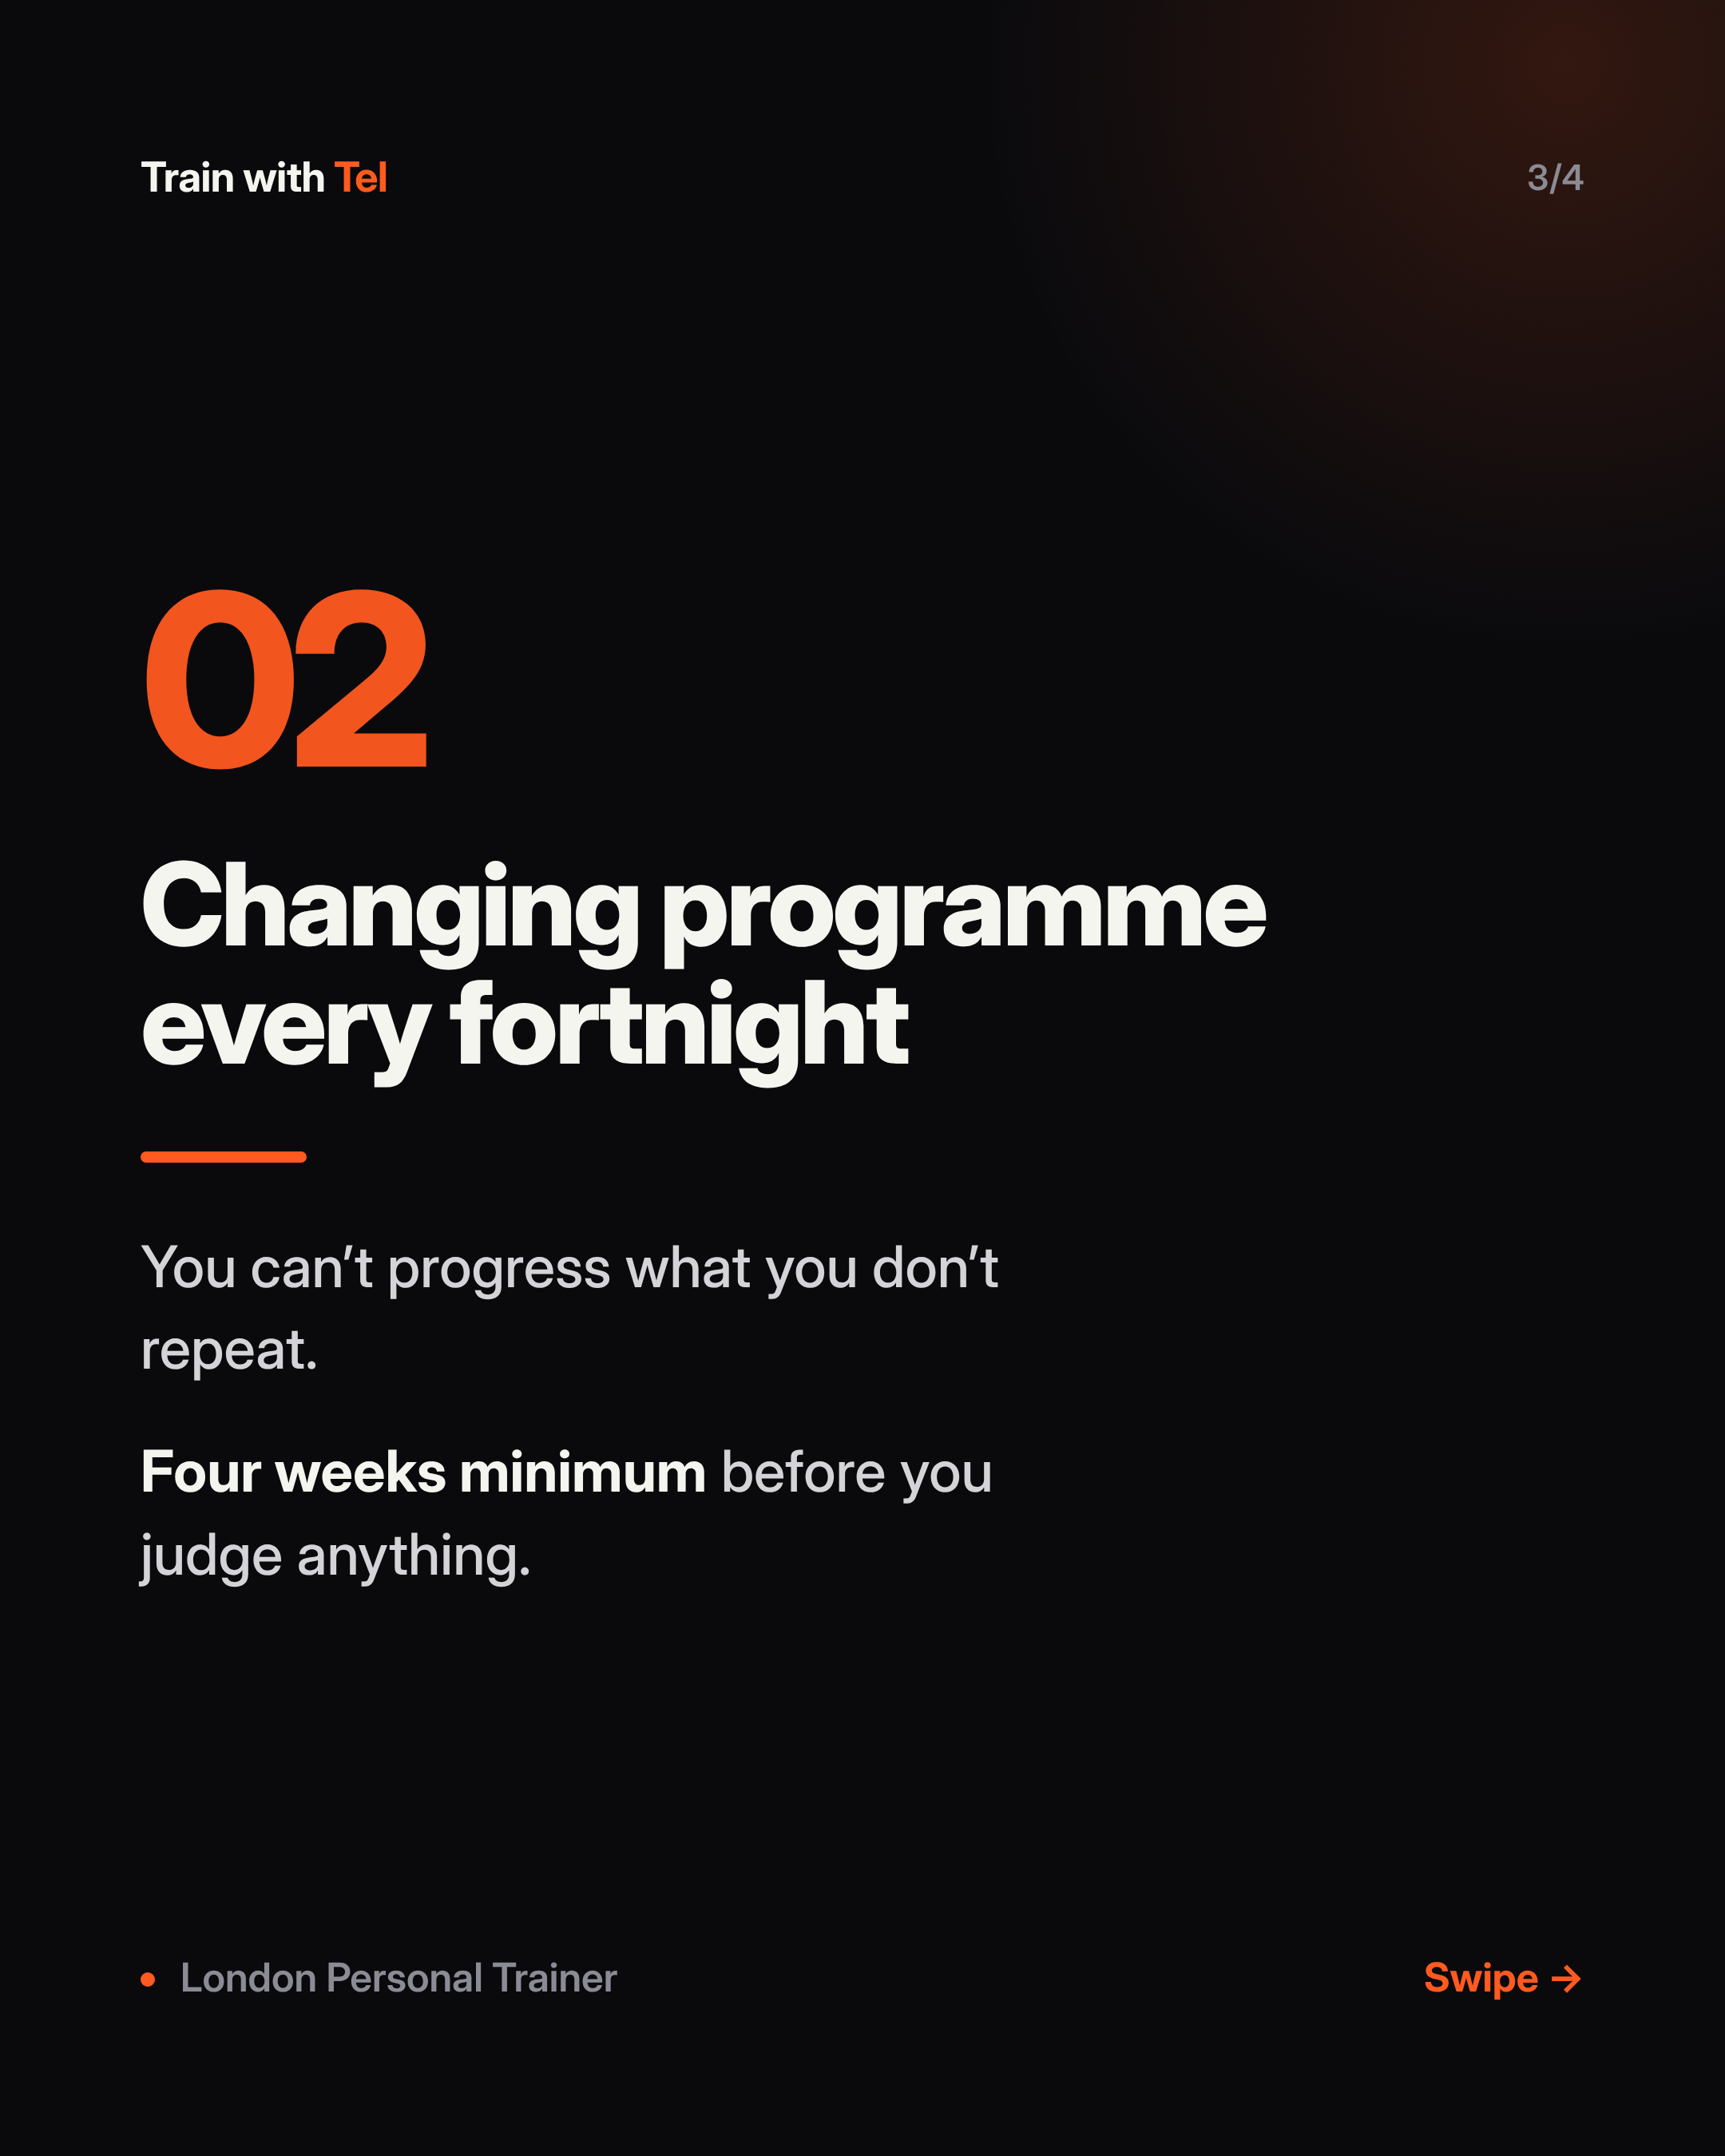 Train with Tel
3/4
02
Changing programme
every fortnight
You can’t progress what you don’t
repeat.
Four weeks minimum before you
judge anything.
London Personal Trainer
Swipe →